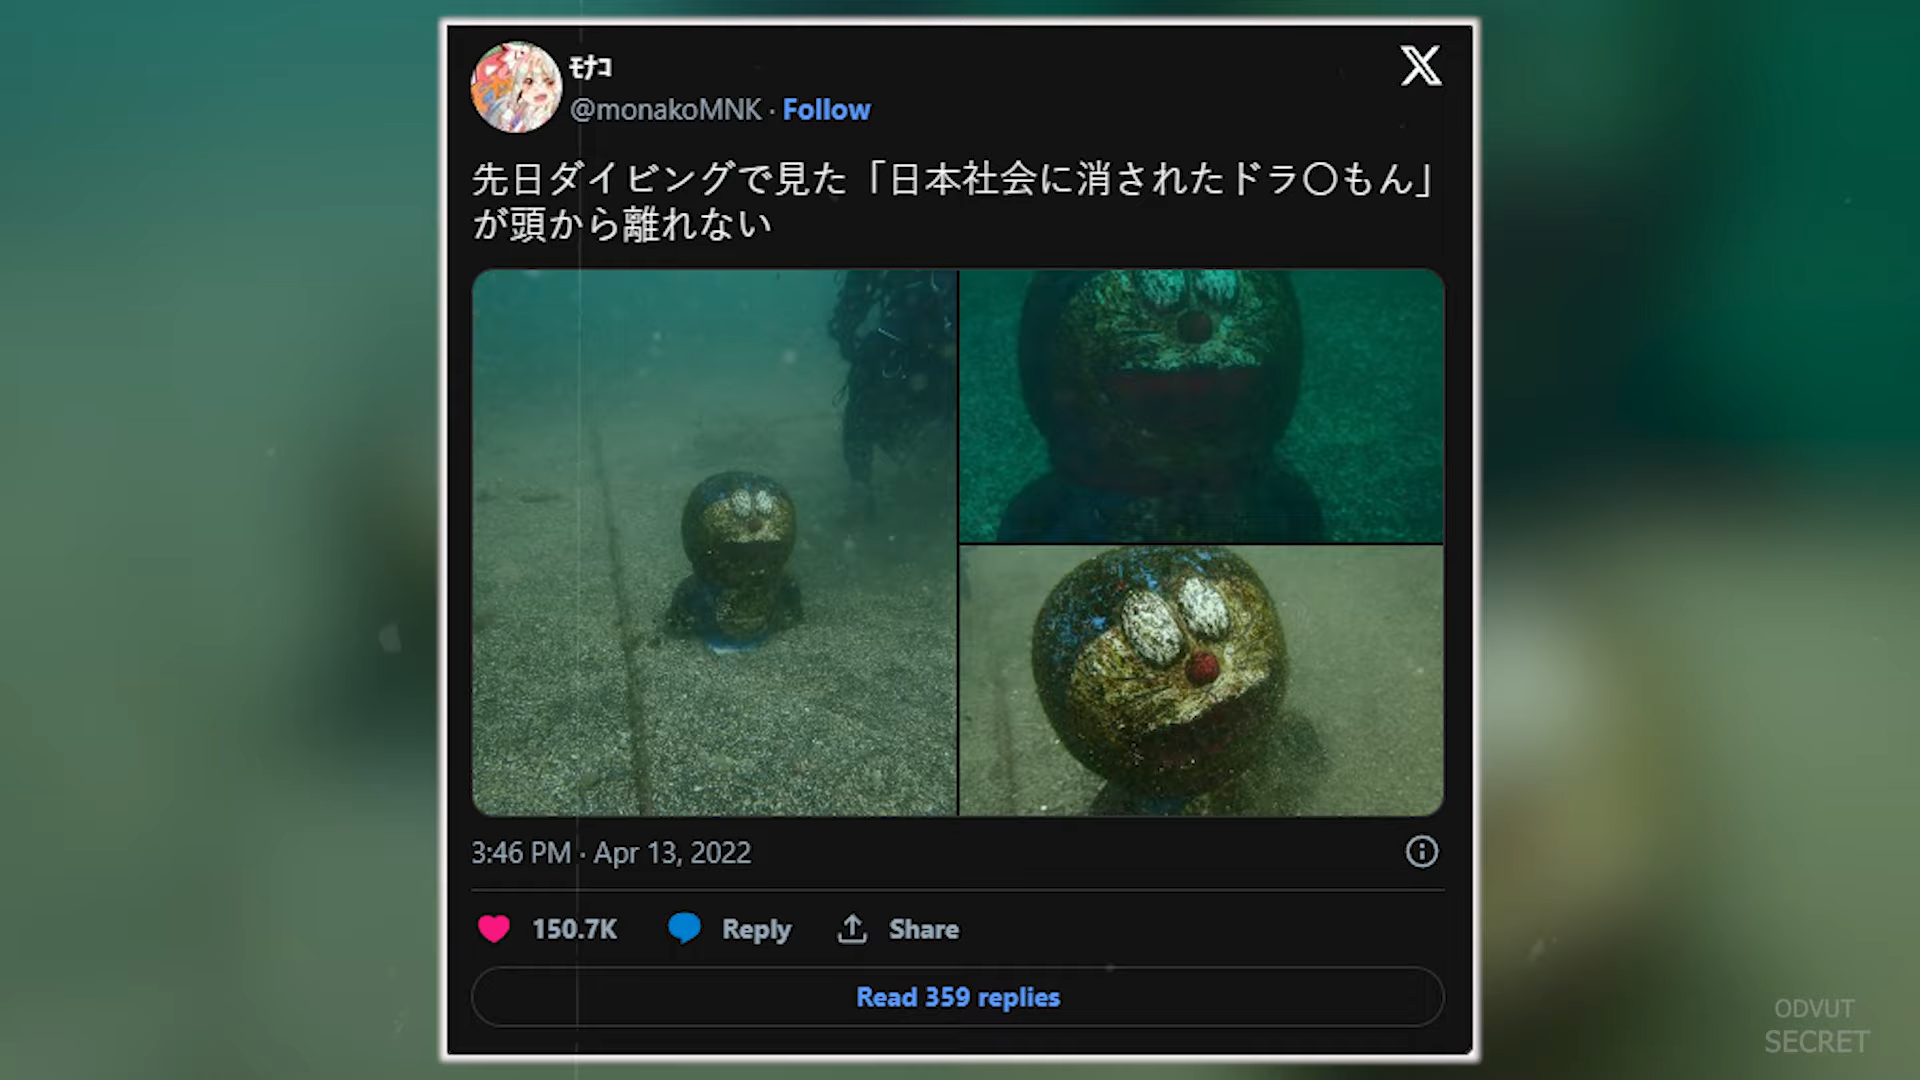 ﾓﾅｺ
@monakoMNK · Follow
先日ダイビングで見た「日本社会に消されたドラ〇もん」
が頭から離れない
3:46 PM · Apr 13, 2022
150.7K Reply Share
Read 359 replies
ODVUT
SECRET